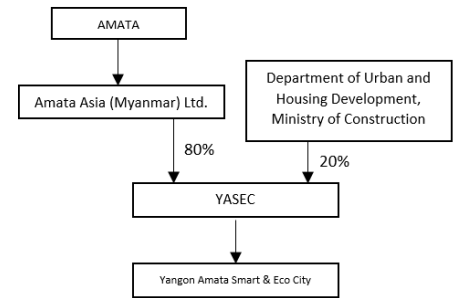 AMATA
Amata Asia (Myanmar) Ltd.
Department of Urban and
Housing Development,
Ministry of Construction
80%
20%
YASEC
Yangon Amata Smart & Eco City